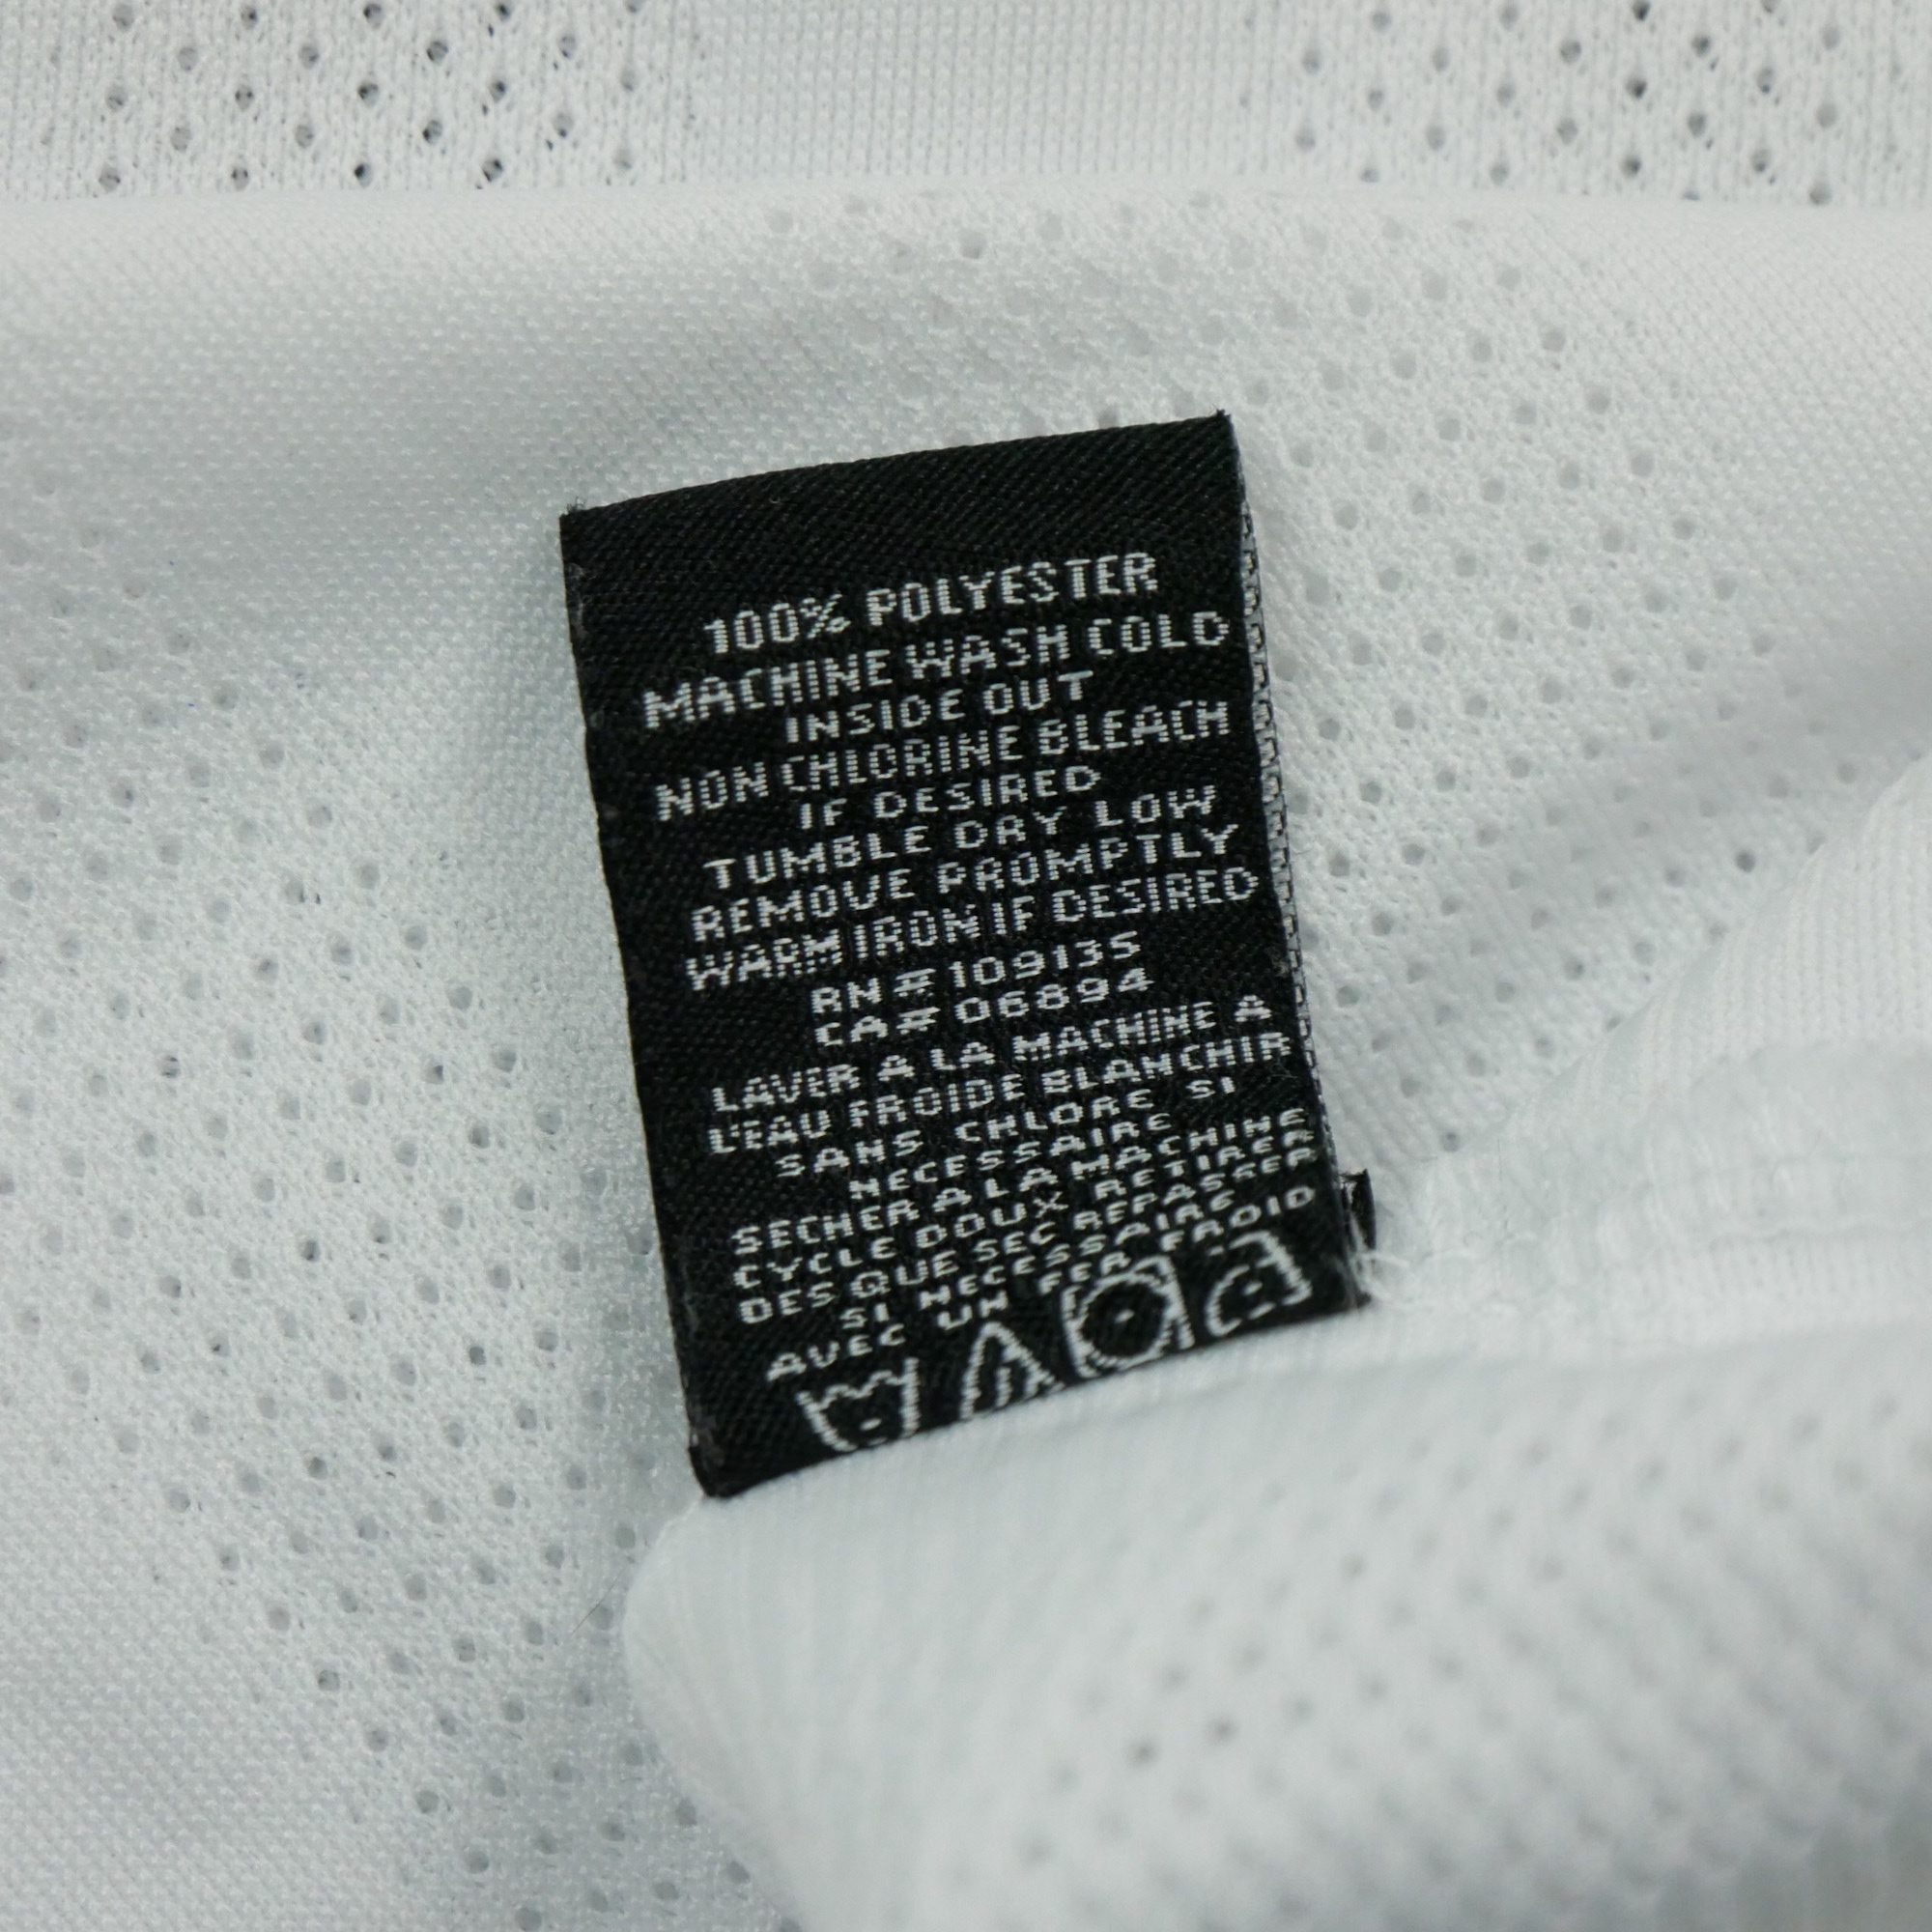 100% POLYESTER
MACHINE WASH COLD
INSIDE OUT
NON CHLORINE BLEACH
IF DESIRED
TUMBLE DRY LOW
REMOVE PROMPTLY
WARM IRON IF DESIRED
RN#109135
CA#06894
LAVER A LA MACHINE A
L'EAU FROIDE BLANCHIR
SANS CHLORE SI
NECESSAIRE
SECHER A LA MACHINE
CYCLE DOUX RETIRER
DES QUE SEC REPASSER
SI NECESSAIRE
AVEC UN FER FROID